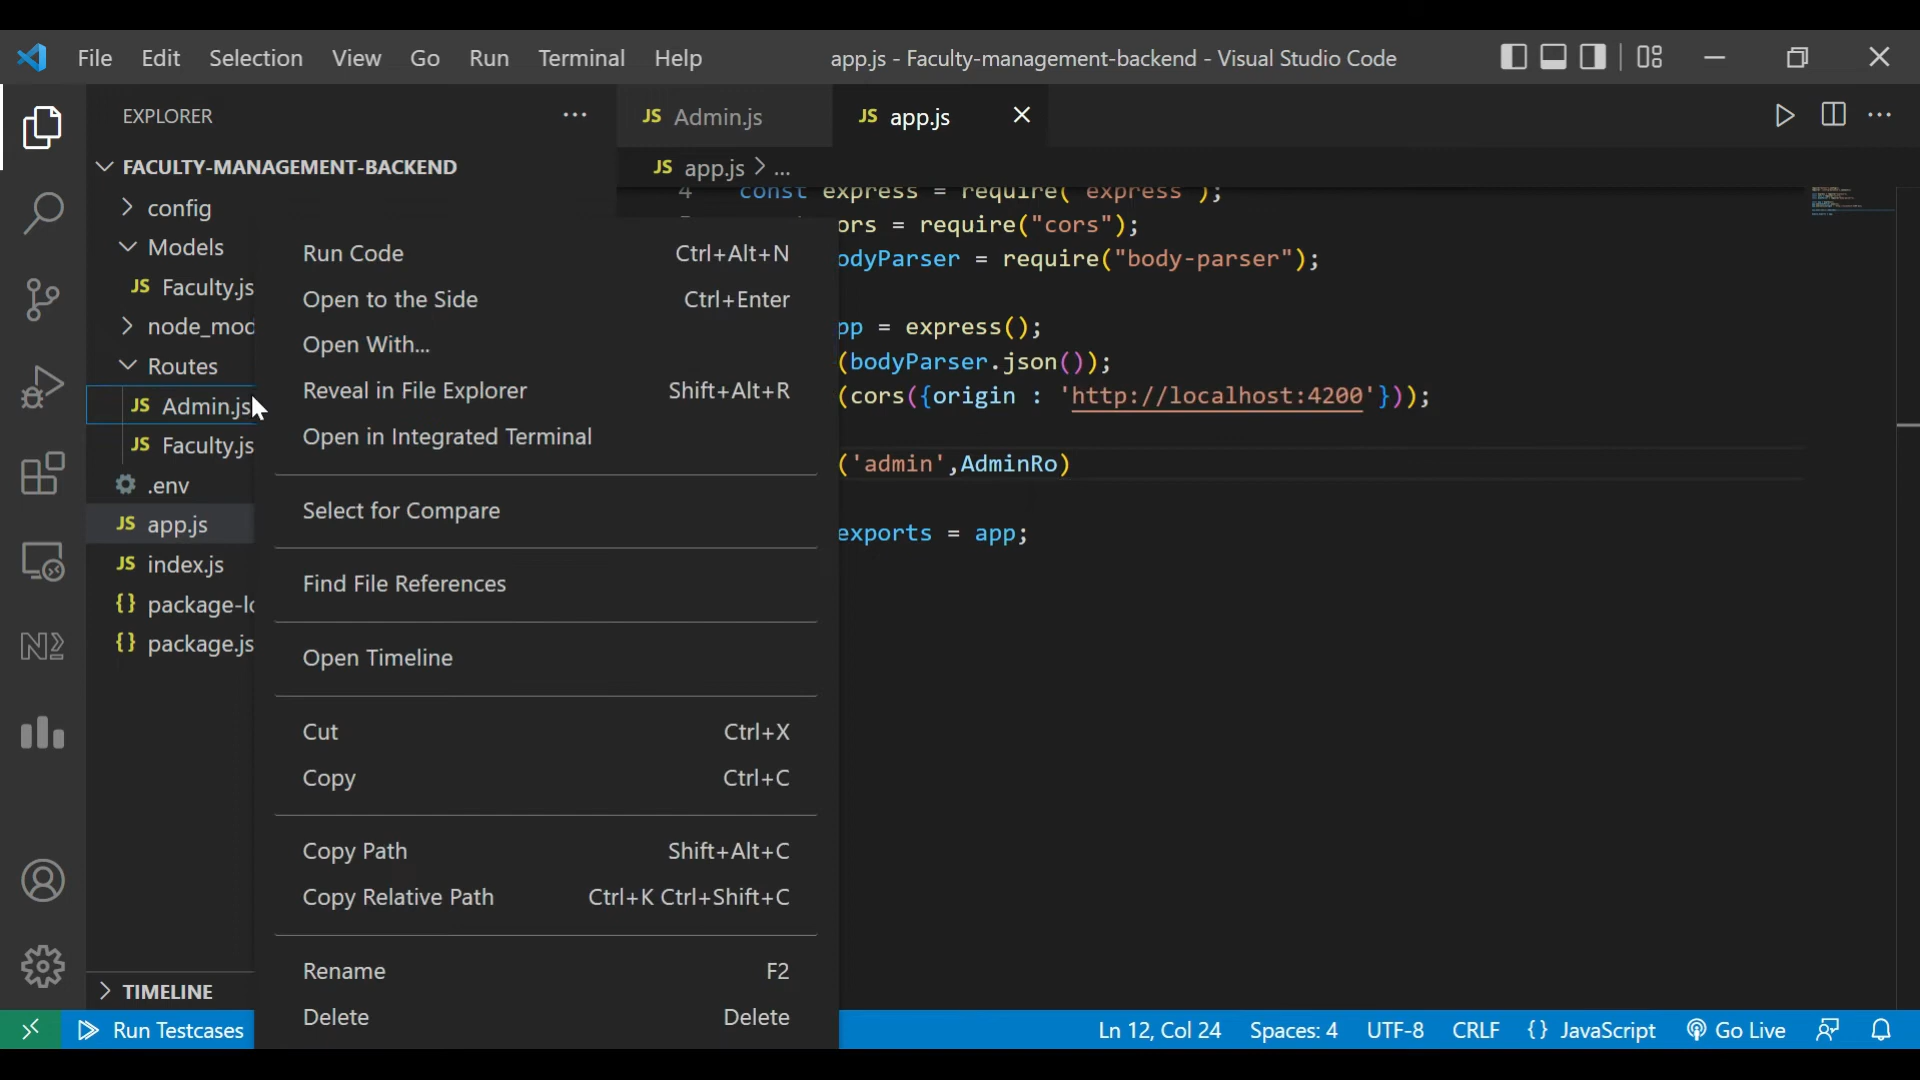 File Edit Selection View Go Run Terminal Help app.js - Faculty-management-backend - Visual Studio Code
EXPLORER ...
FACULTY-MANAGEMENT-BACKEND
config
Models
JS Faculty.js
node_mod
Routes
JS Admin.js
JS Faculty.js
.env
JS app.js
JS index.js
{} package-lo
{} package.js
TIMELINE
JS Admin.js JS app.js
JS app.js > ...
4 const express = require("express");
ors = require("cors");
odyParser = require("body-parser");
pp = express();
(bodyParser.json());
(cors({origin : 'http://localhost:4200'}));
('admin',AdminRo)
exports = app;
Run Code Ctrl+Alt+N
Open to the Side Ctrl+Enter
Open With...
Reveal in File Explorer Shift+Alt+R
Open in Integrated Terminal
Select for Compare
Find File References
Open Timeline
Cut Ctrl+X
Copy Ctrl+C
Copy Path Shift+Alt+C
Copy Relative Path Ctrl+K Ctrl+Shift+C
Rename F2
Delete Delete
Run Testcases Ln 12, Col 24 Spaces: 4 UTF-8 CRLF {} JavaScript Go Live